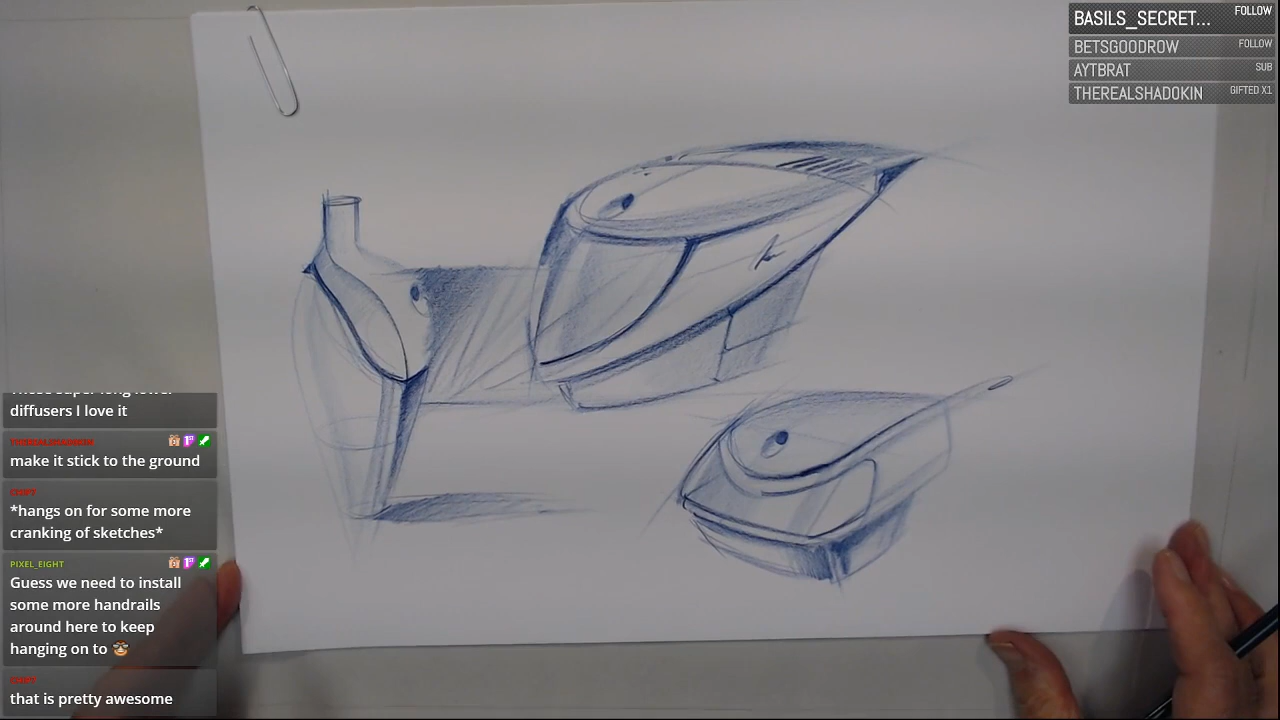 BASILS_SECRET... FOLLOW
BETSGOODROW FOLLOW
AYTBRAT SUB
THEREALSHADOKIN GIFTED X1
diffusers I love it
make it stick to the ground
*hangs on for some more
cranking of sketches*
PIXEL_EIGHT
Guess we need to install
some more handrails
around here to keep
hanging on to 🤓
that is pretty awesome